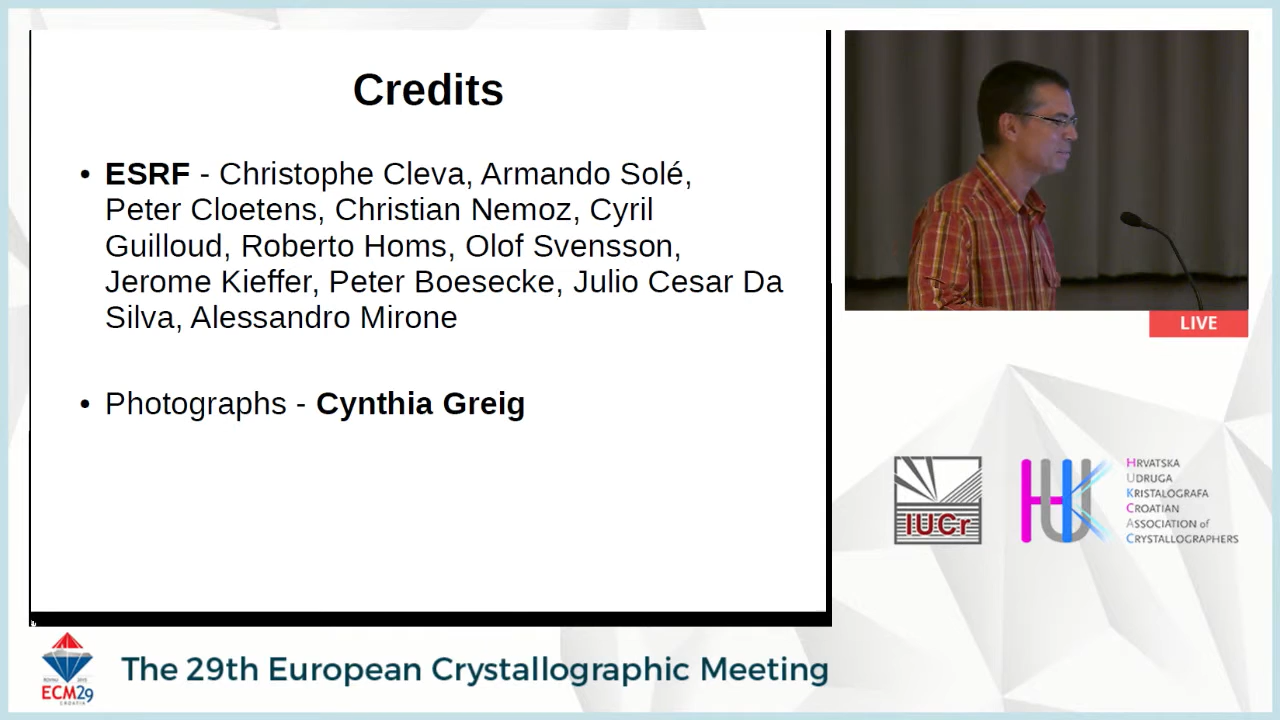 Credits
• ESRF - Christophe Cleva, Armando Solé,
Peter Cloetens, Christian Nemoz, Cyril
Guilloud, Roberto Homs, Olof Svensson,
Jerome Kieffer, Peter Boesecke, Julio Cesar Da
Silva, Alessandro Mirone
• Photographs - Cynthia Greig
LIVE
IUCr
HUK
HRVATSKA
UDRUGA
KRISTALOGRAFA
CROATIAN
ASSOCIATION of
CRYSTALLOGRAPHERS
ECM29
CROATIA
The 29th European Crystallographic Meeting